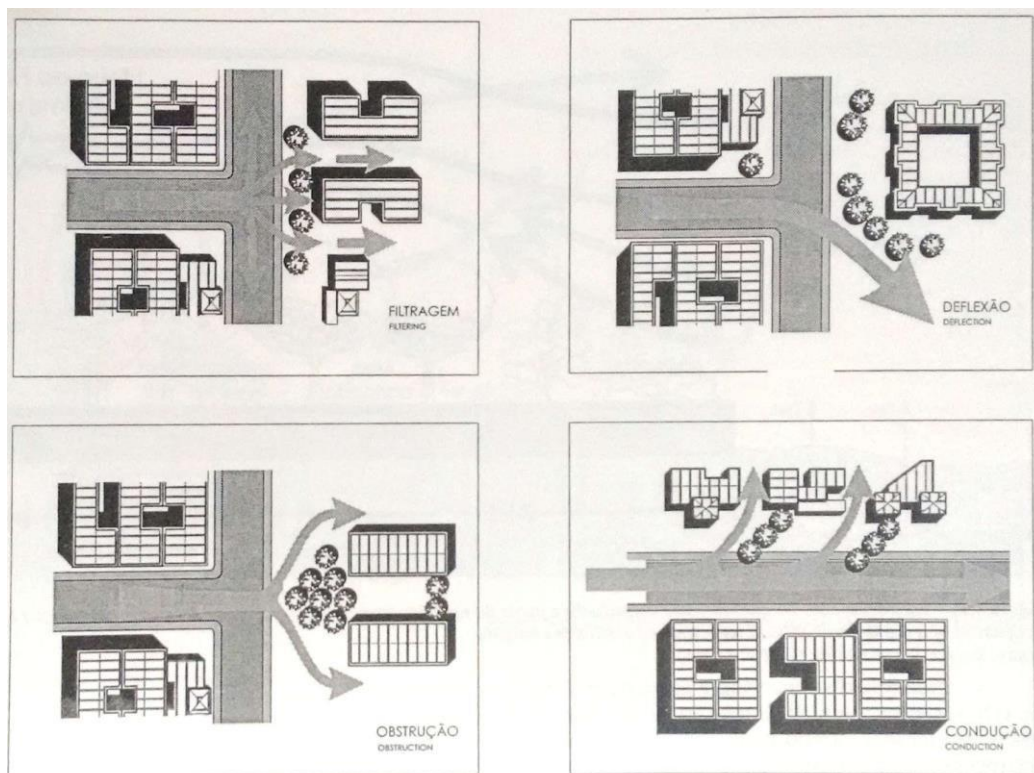 FILTRAGEM
FILTERING
DEFLEXÃO
DEFLECTION
OBSTRUÇÃO
OBSTRUCTION
CONDUÇÃO
CONDUCTION